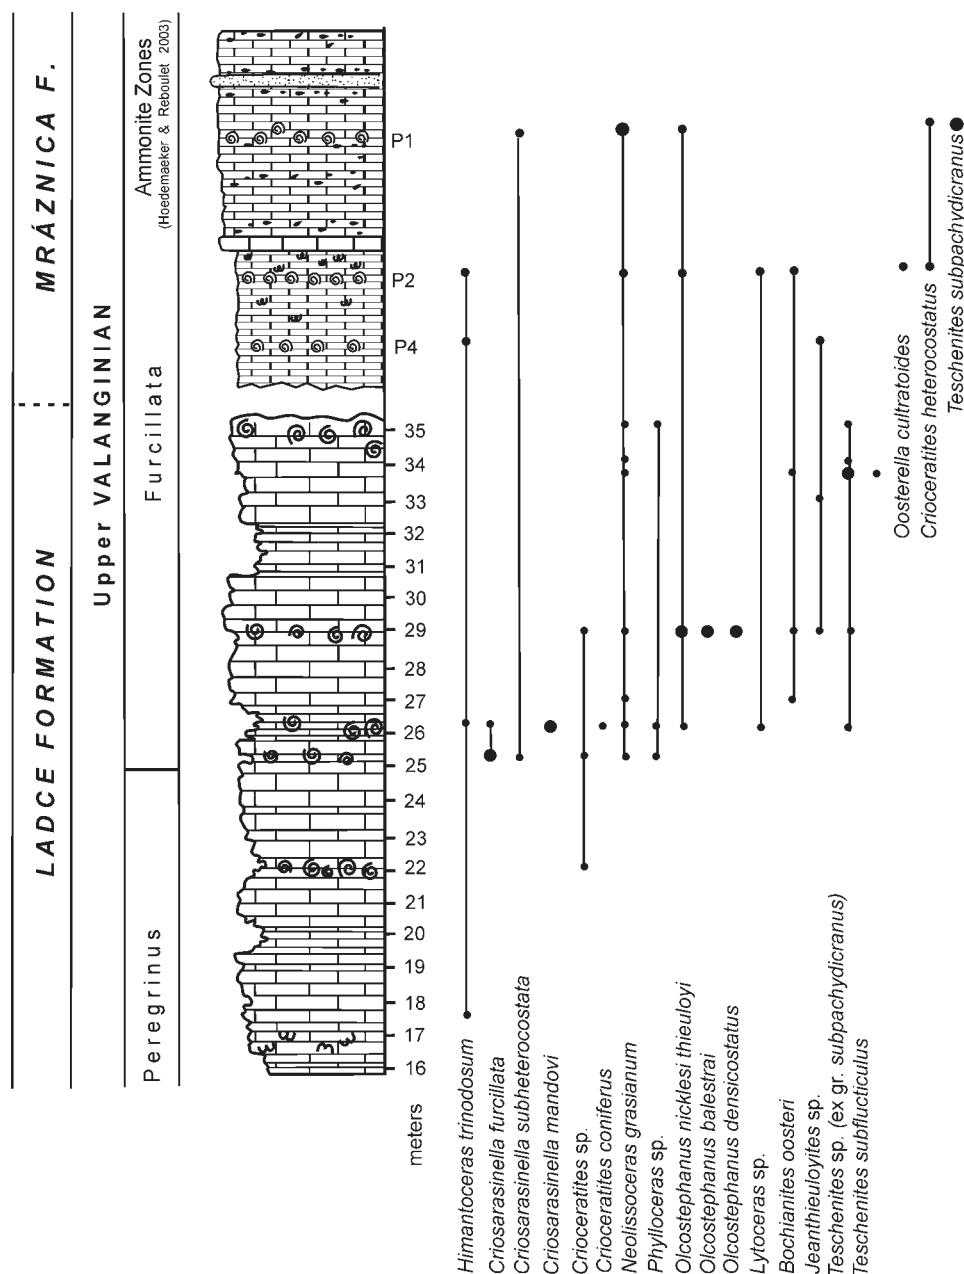 LADCE FORMATION
MRÁZNICA F.
Upper VALANGINIAN
Peregrinus
Furcillata
Ammonite Zones
(Hoedemaeker & Reboulet 2003)
P1
P2
P4
35
34
33
32
31
30
29
28
27
26
25
24
23
22
21
20
19
18
17
16
meters
Himantoceras trinodosum
Criosarasinella furcillata
Criosarasinella subheterocostata
Criosarasinella mandovi
Crioceratites sp.
Crioceratites coniferus
Neolissoceras grasianum
Phylloceras sp.
Olcostephanus nicklesi thieuloyi
Olcostephanus balestrai
Olcostephanus densicostatus
Lytoceras sp.
Bochianites oosteri
Jeanthieuloyites sp.
Teschenites sp. (ex gr. subpachydicranus)
Teschenites subflucticulus
Oosterella cultratoides
Crioceratites heterocostatus
Teschenites subpachydicranus